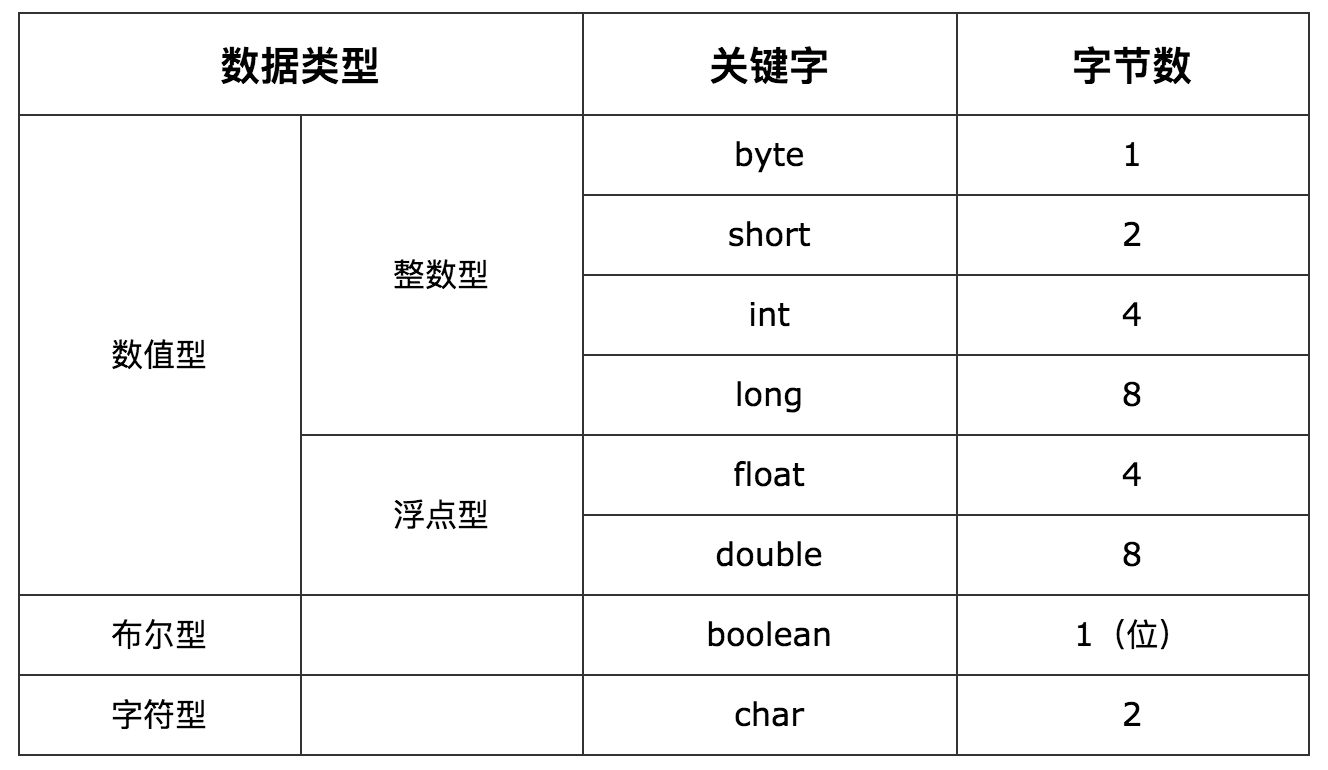 数据类型 关键字 字节数
byte 1
short 2
整数型
int 4
数值型
long 8
float 4
浮点型
double 8
布尔型 boolean 1（位）
字符型 char 2